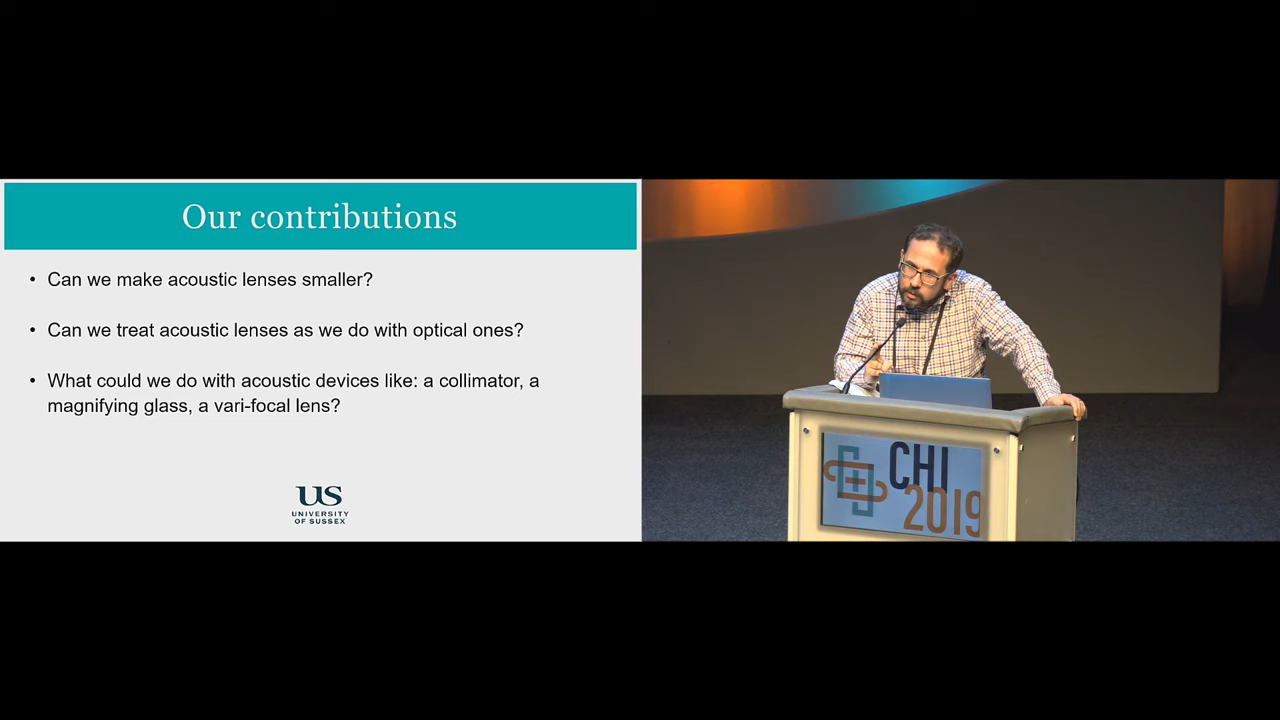 Our contributions
• Can we make acoustic lenses smaller?
• Can we treat acoustic lenses as we do with optical ones?
• What could we do with acoustic devices like: a collimator, a
magnifying glass, a vari-focal lens?
US
UNIVERSITY
OF SUSSEX
CHI
2019